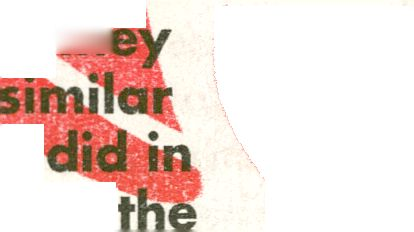 similar
did in
the